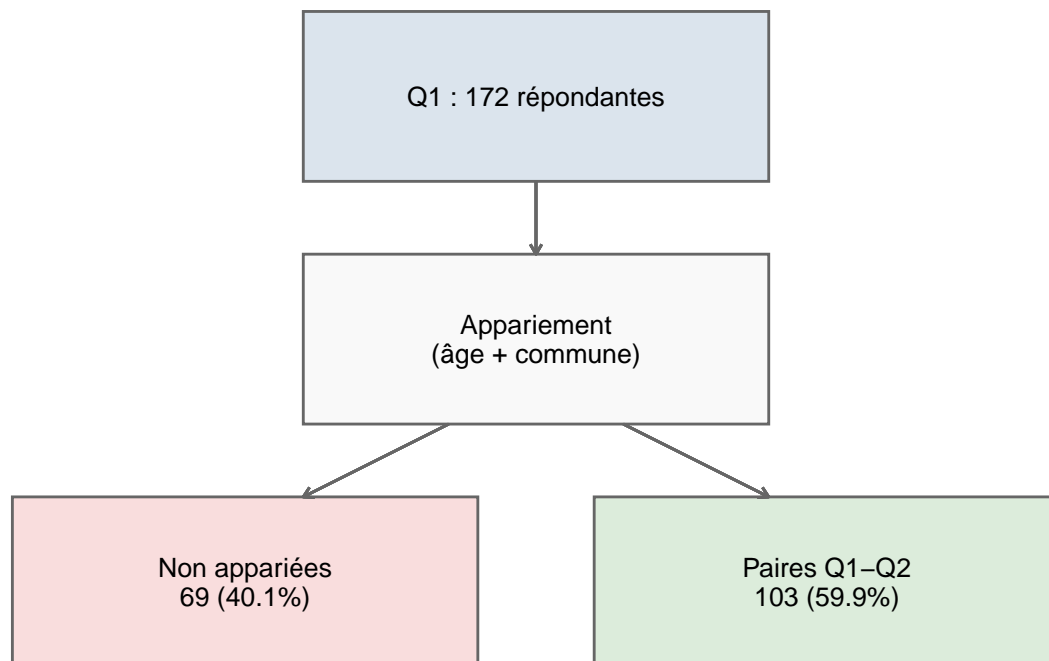 Q1 : 172 répondantes
Appariement
(âge + commune)
Non appariées
69 (40.1%)
Paires Q1−Q2
103 (59.9%)